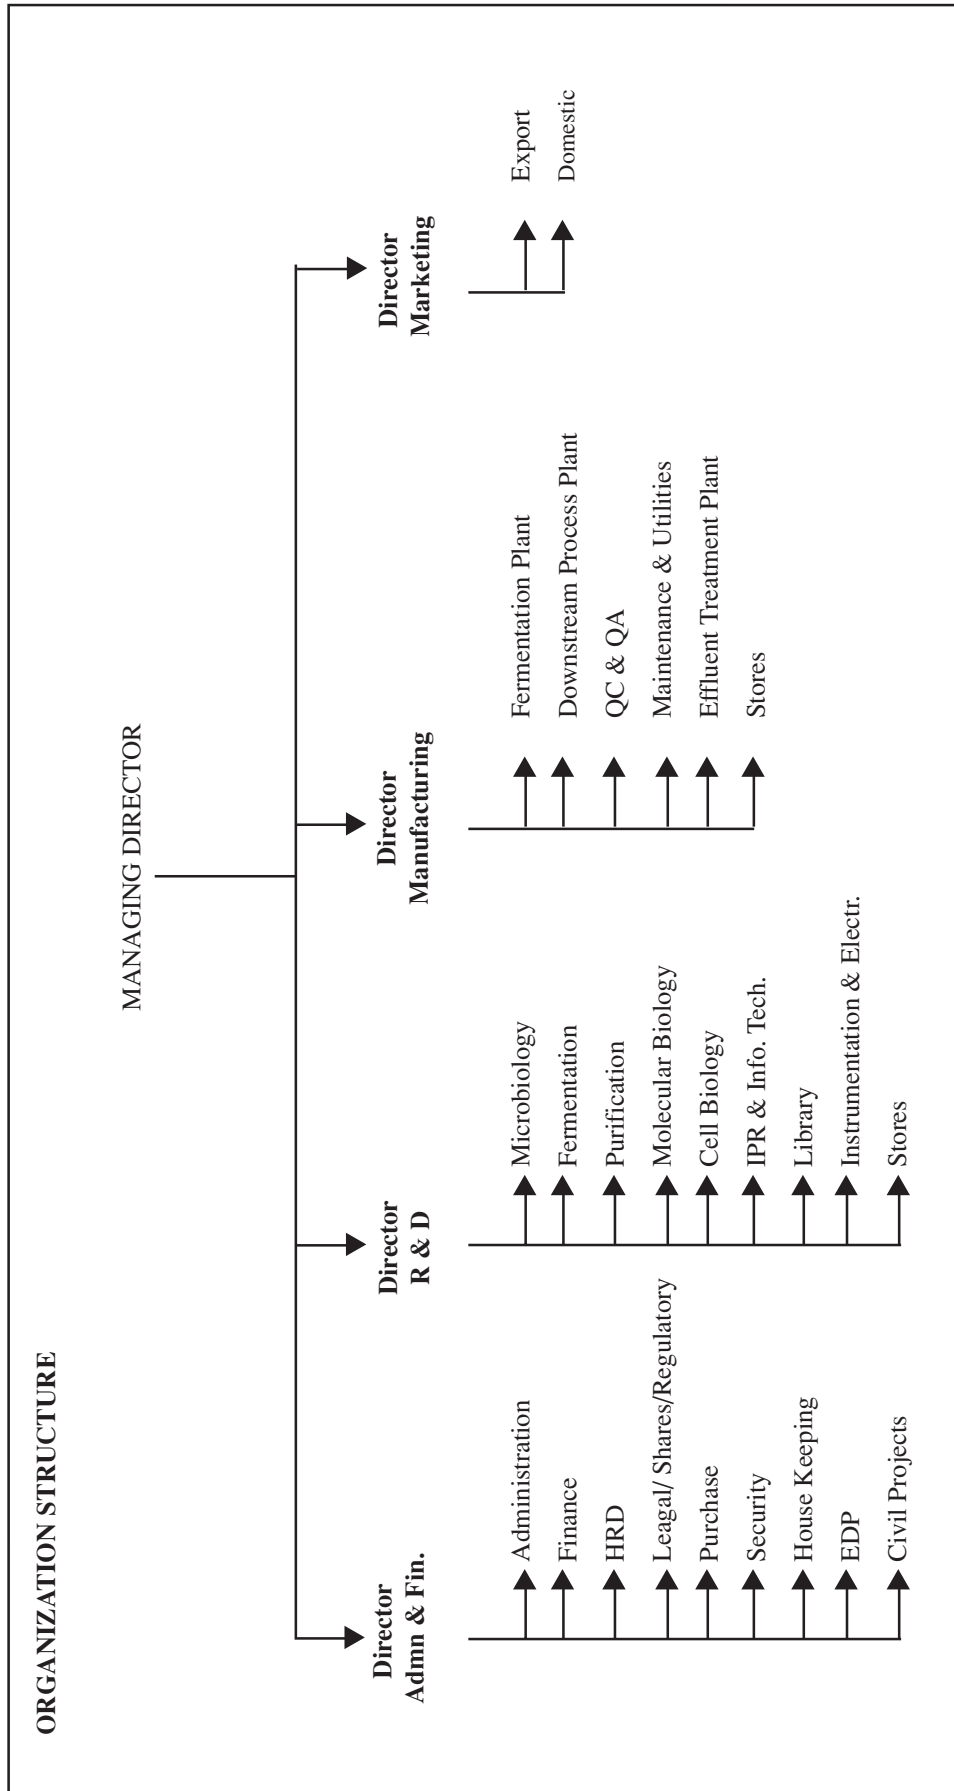 ORGANIZATION STRUCTURE
MANAGING DIRECTOR
Director
Admn & Fin.
Administration
Finance
HRD
Leagal/ Shares/Regulatory
Purchase
Security
House Keeping
EDP
Civil Projects
Director
R & D
Microbiology
Fermentation
Purification
Molecular Biology
Cell Biology
IPR & Info. Tech.
Library
Instrumentation & Electr.
Stores
Director
Manufacturing
Fermentation Plant
Downstream Process Plant
QC & QA
Maintenance & Utilities
Effluent Treatment Plant
Stores
Director
Marketing
Export
Domestic